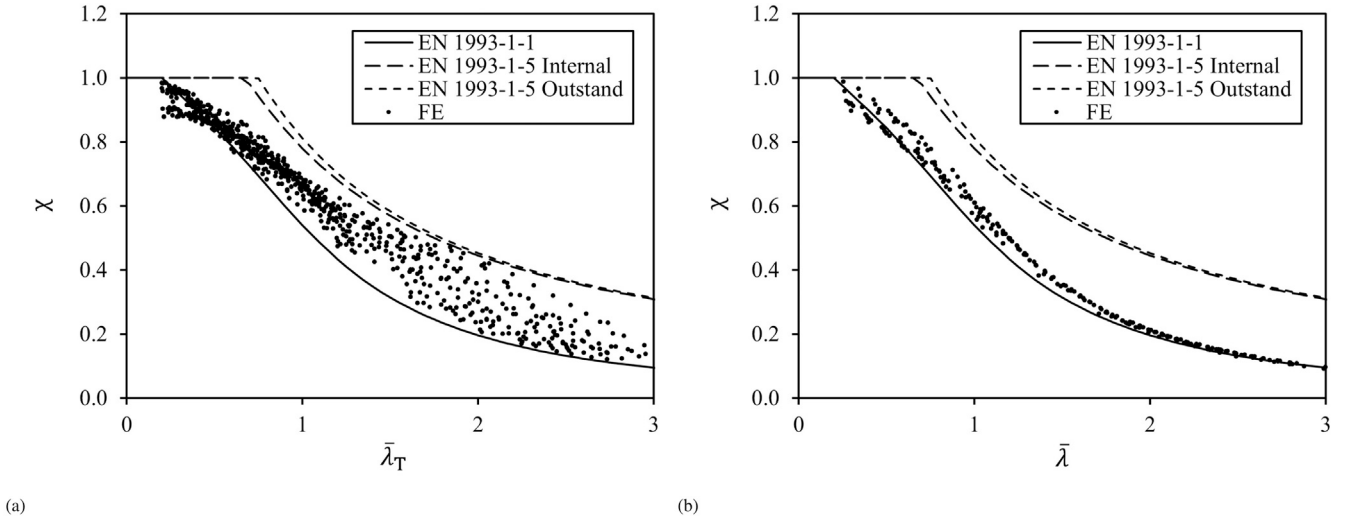 1.2
1.0
0.8
0.6
0.4
0.2
0.0
χ
0 1 2 3
λ̄_T
EN 1993-1-1
EN 1993-1-5 Internal
EN 1993-1-5 Outstand
FE
(a)
1.2
1.0
0.8
0.6
0.4
0.2
0.0
χ
0 1 2 3
λ̄
EN 1993-1-1
EN 1993-1-5 Internal
EN 1993-1-5 Outstand
FE
(b)